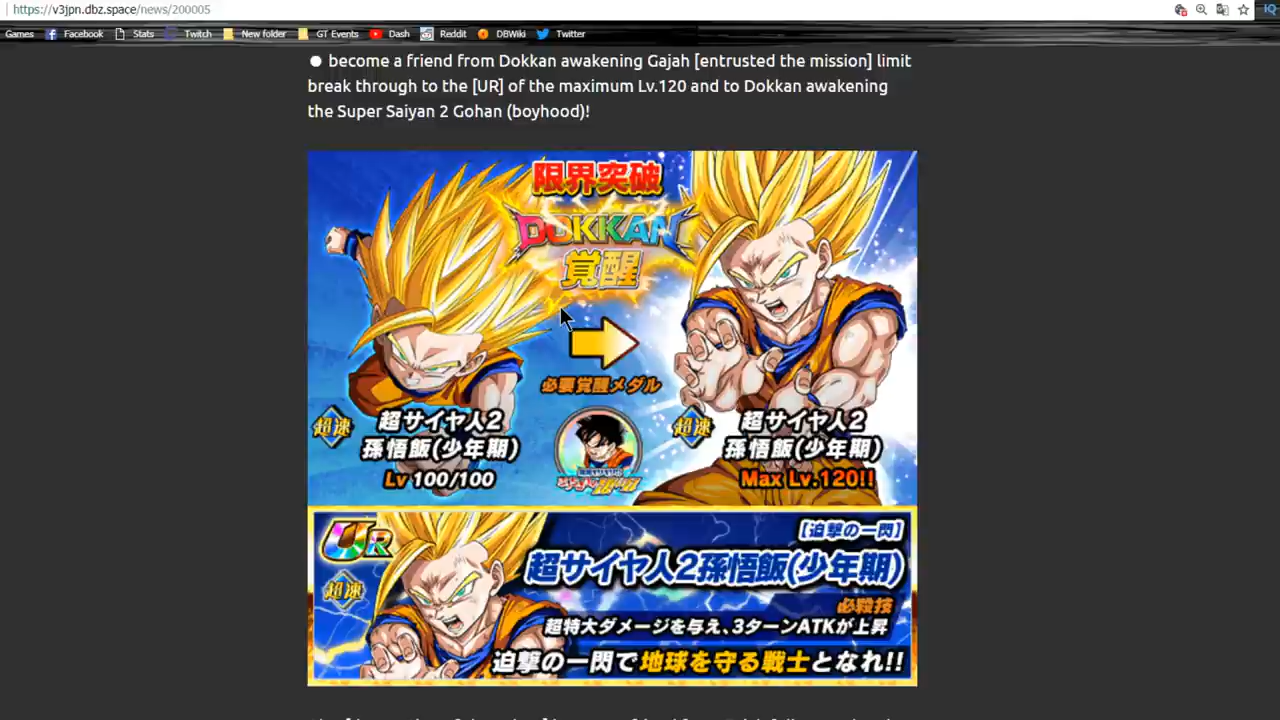 https://v3jpn.dbz.space/news/200005
Games Facebook Stats Twitch New folder GT Events Dash Reddit DBWiki Twitter
● become a friend from Dokkan awakening Gajah [entrusted the mission] limit
break through to the [UR] of the maximum Lv.120 and to Dokkan awakening
the Super Saiyan 2 Gohan (boyhood)!
限界突破
DOKKAN
覚醒
必要覚醒メダル
超速
超サイヤ人2
孫悟飯(少年期)
Lv 100/100
超速
超サイヤ人2
孫悟飯(少年期)
Max Lv.120!!
UR
【迫撃の一閃】
超速
超サイヤ人2孫悟飯(少年期)
必殺技
超特大ダメージを与え、3ターンATKが上昇
迫撃の一閃で地球を守る戦士となれ!!